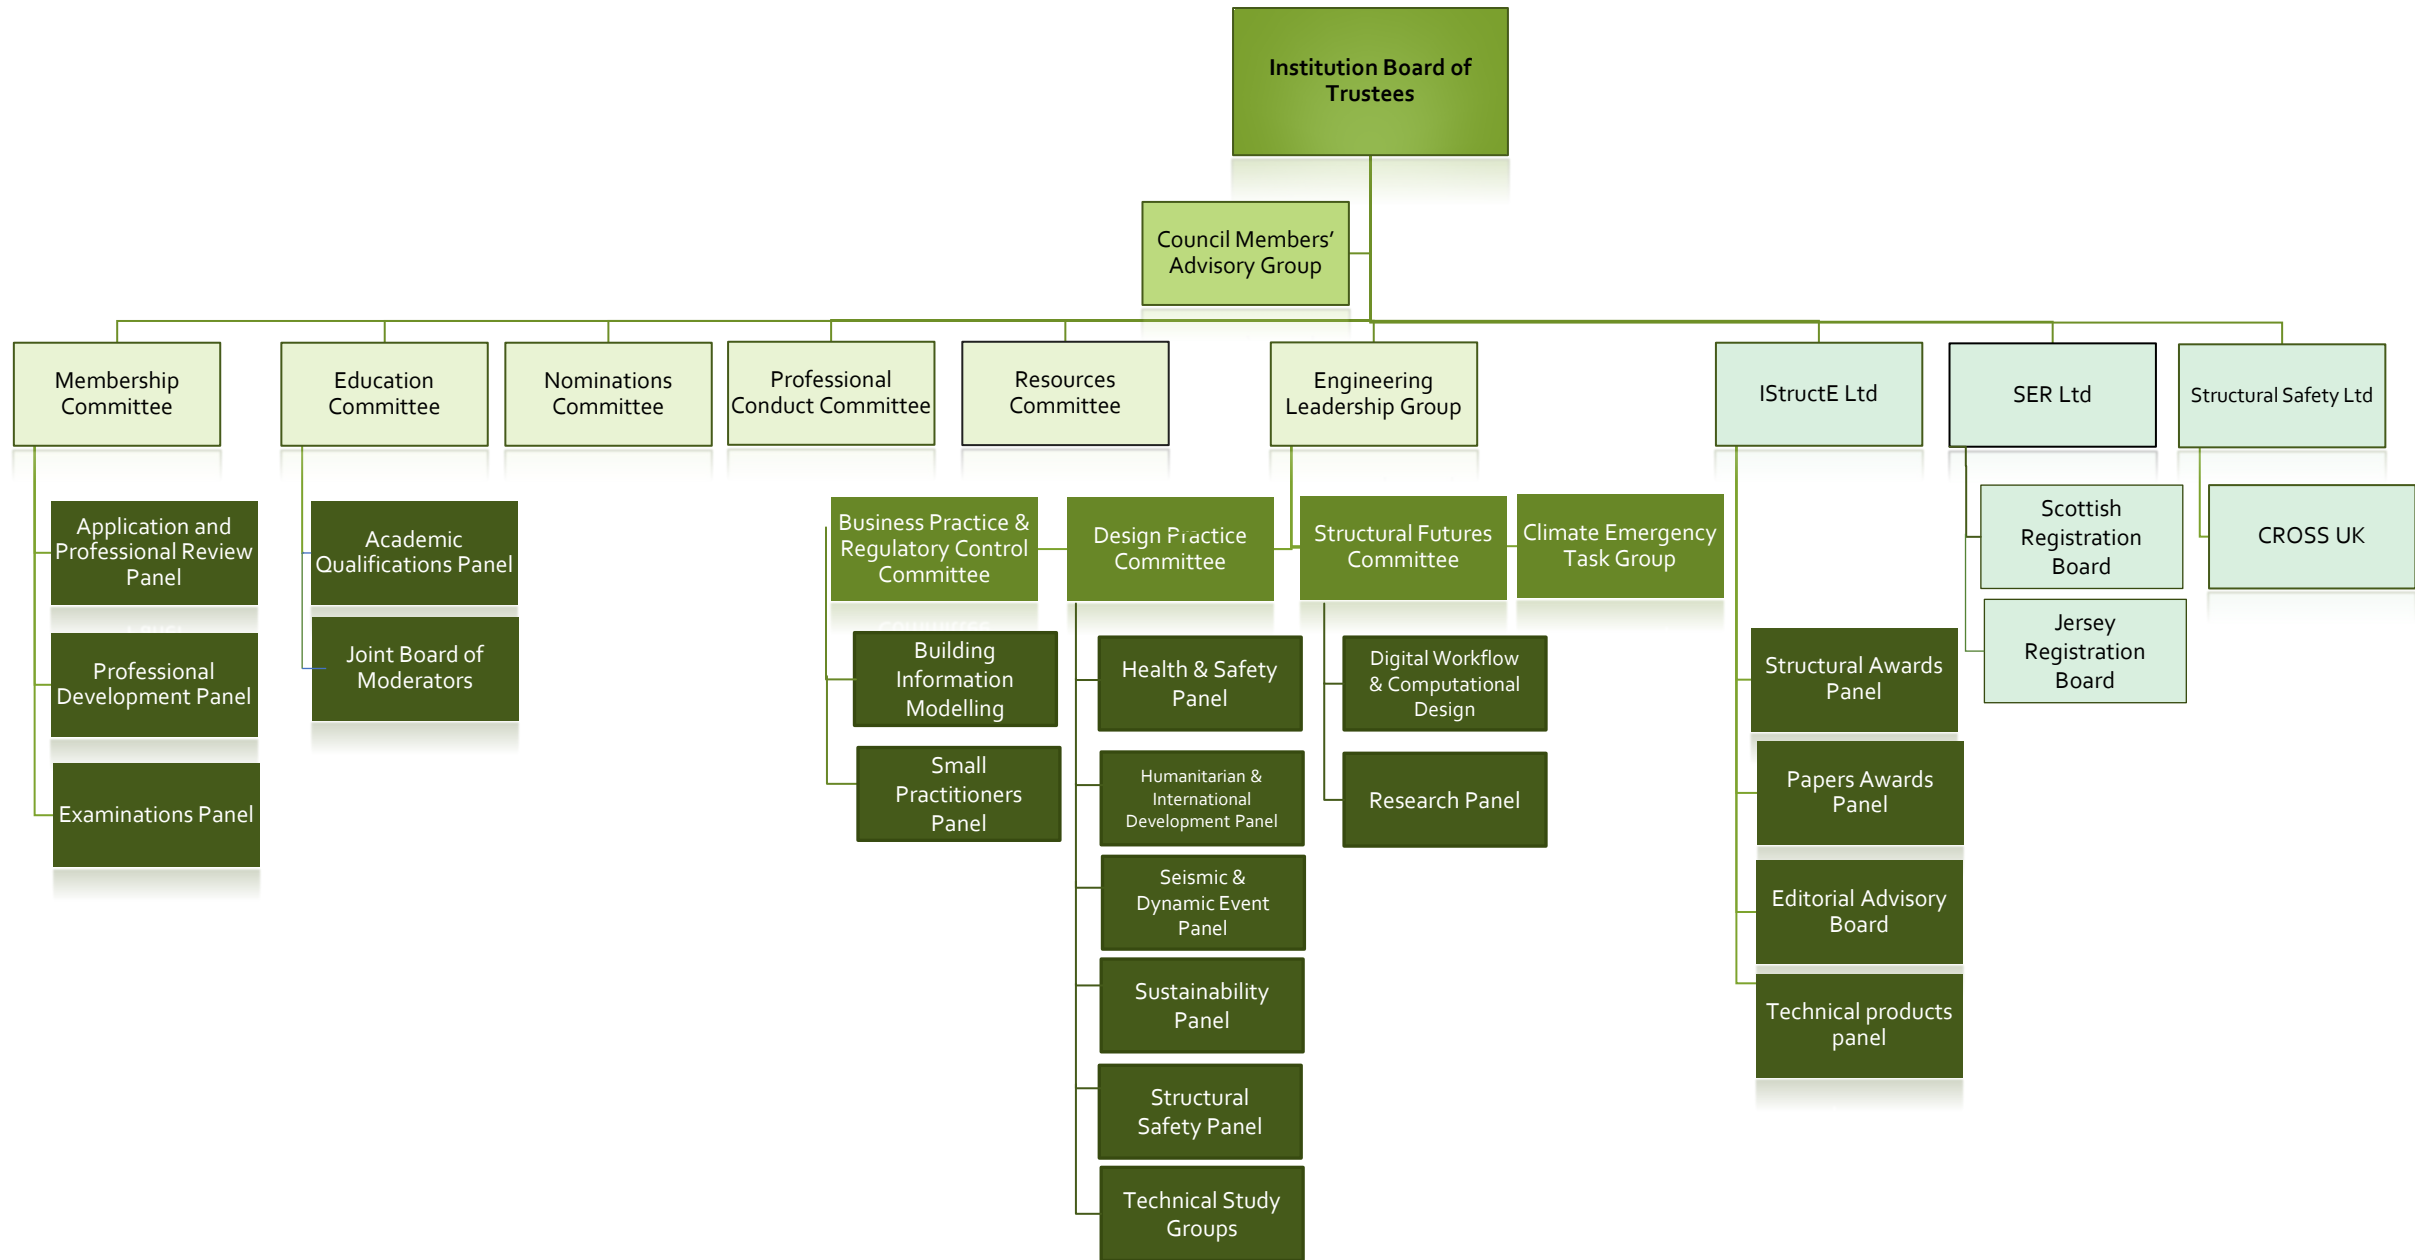 Institution Board of
Trustees
Council Members’
Advisory Group
Membership
Committee
Education
Committee
Nominations
Committee
Professional
Conduct Committee
Resources
Committee
Engineering
Leadership Group
IStructE Ltd
SER Ltd
Structural Safety Ltd
Application and
Professional Review
Panel
Professional
Development Panel
Examinations Panel
Academic
Qualifications Panel
Joint Board of
Moderators
Business Practice &
Regulatory Control
Committee
Design Practice
Committee
Structural Futures
Committee
Climate Emergency
Task Group
Building
Information
Modelling
Small
Practitioners
Panel
Health & Safety
Panel
Humanitarian &
International
Development Panel
Seismic &
Dynamic Event
Panel
Sustainability
Panel
Structural
Safety Panel
Technical Study
Groups
Digital Workflow
& Computational
Design
Research Panel
Structural Awards
Panel
Papers Awards
Panel
Editorial Advisory
Board
Technical products
panel
Scottish
Registration
Board
Jersey
Registration
Board
CROSS UK